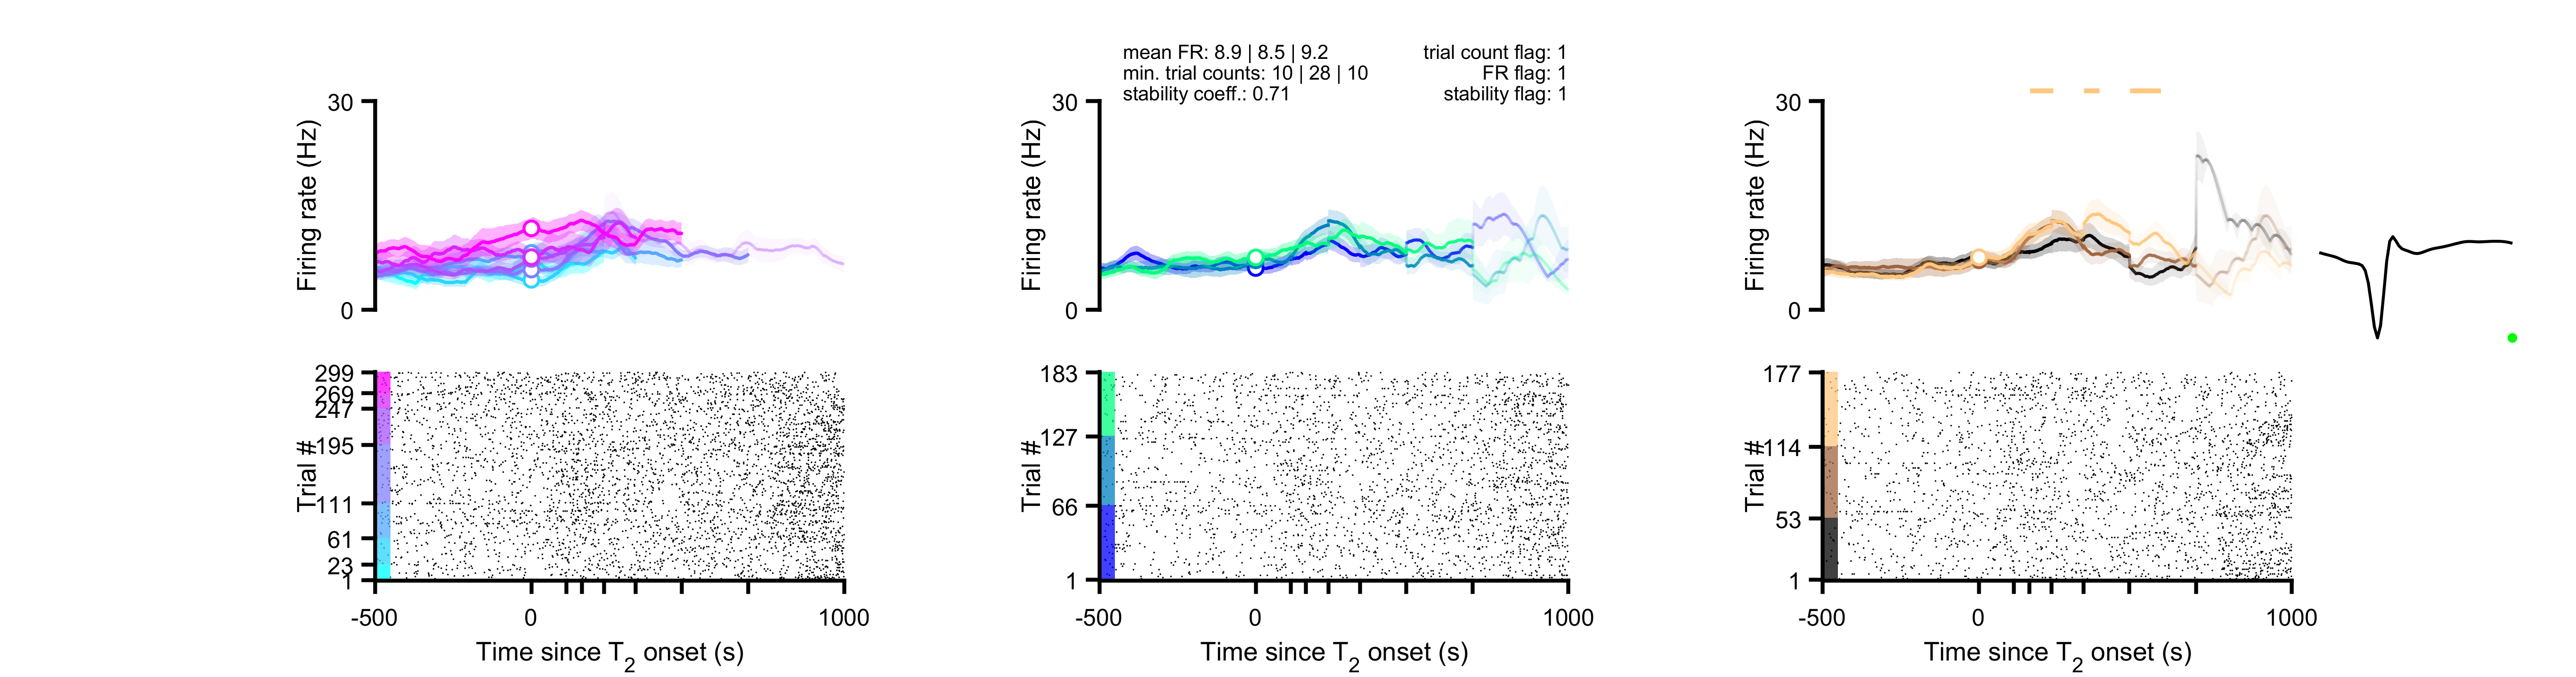 mean FR: 8.9 | 8.5 | 9.2
min. trial counts: 10 | 28 | 10
stability coeff.: 0.71
trial count flag: 1
FR flag: 1
stability flag: 1
30
Firing rate (Hz)
0
299
269
247
195
111
61
23
1
Trial #
-500
0
1000
Time since T2 onset (s)
30
Firing rate (Hz)
0
183
127
66
1
Trial #
-500
0
1000
Time since T2 onset (s)
30
Firing rate (Hz)
0
177
114
53
1
Trial #
-500
0
1000
Time since T2 onset (s)